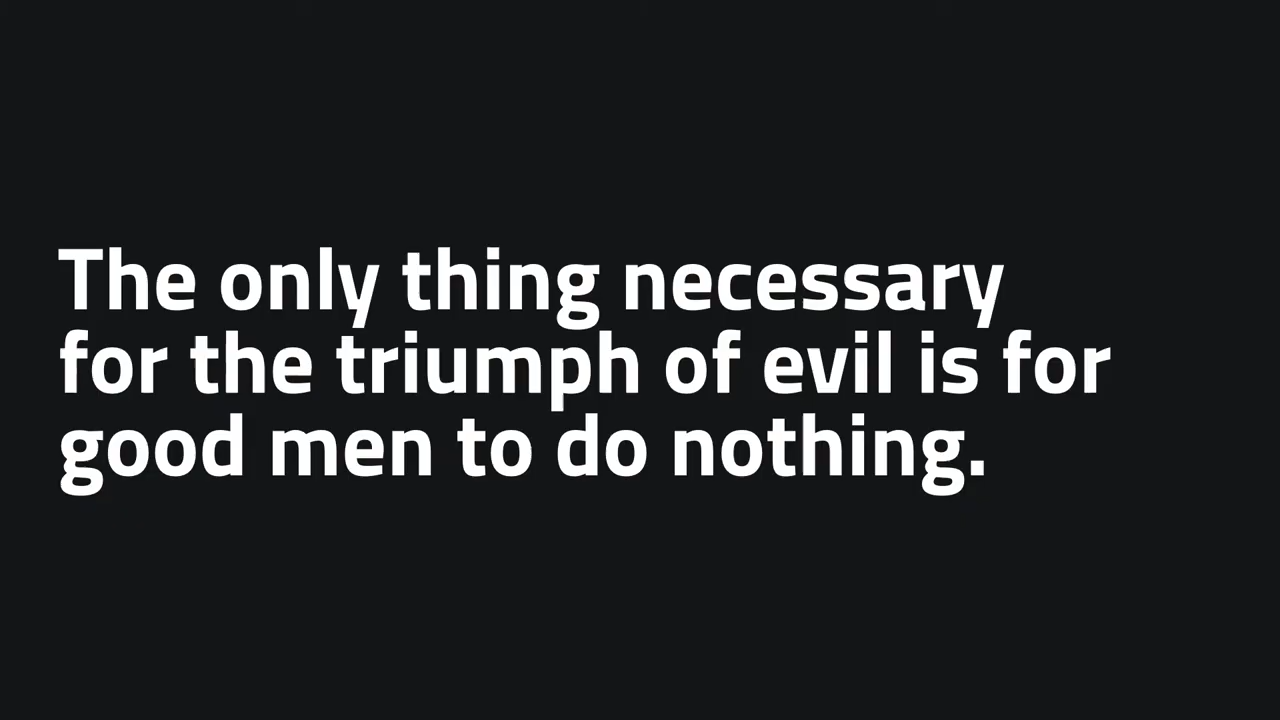 The only thing necessary
for the triumph of evil is for
good men to do nothing.